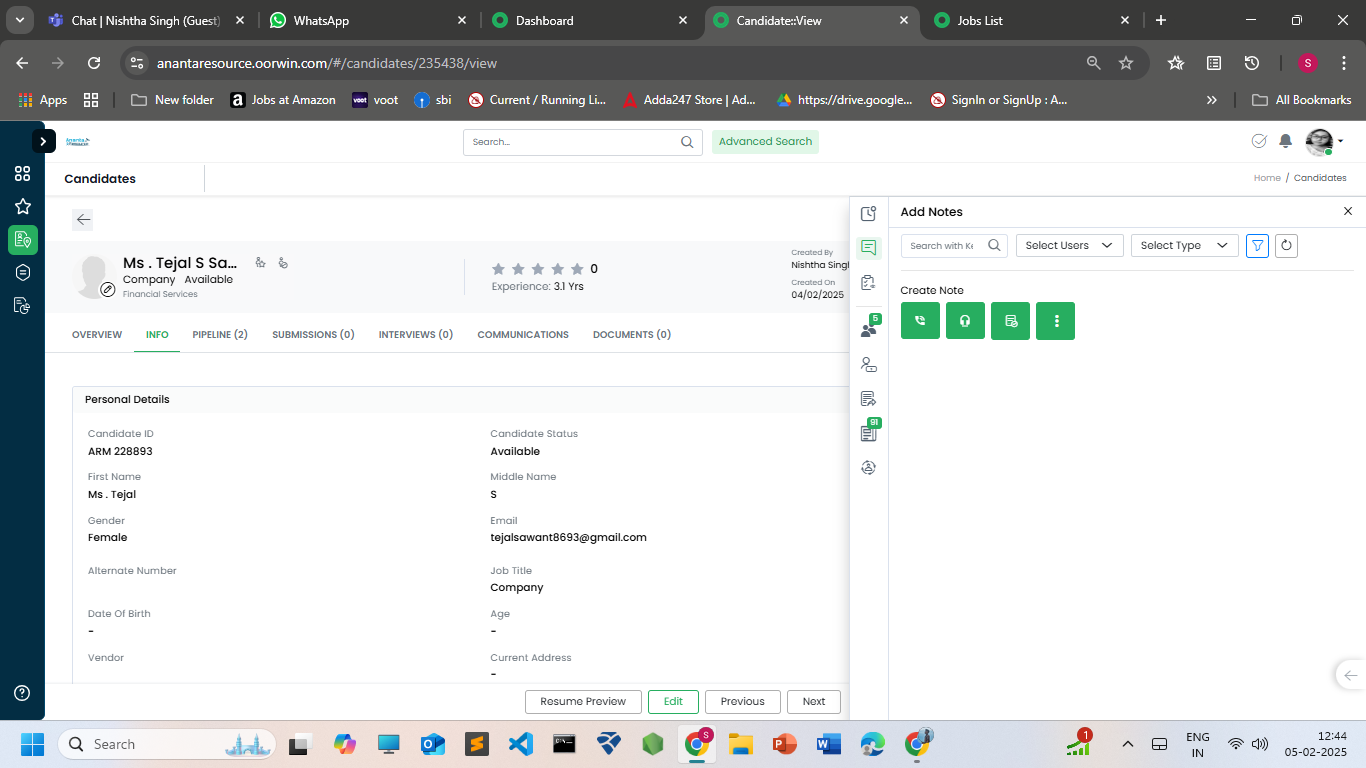 Chat | Nishtha Singh (Guest)
WhatsApp
Dashboard
Candidate::View
Jobs List
anantaresource.oorwin.com/#/candidates/235438/view
S
Apps
New folder
a Jobs at Amazon
voot voot
sbi
Current / Running Li...
Adda247 Store | Ad...
https://drive.google...
SignIn or SignUp : A...
» All Bookmarks
Search...
Advanced Search
Candidates
Home / Candidates
Ms . Tejal S Sa...
Company Available
Financial Services
0
Experience: 3.1 Yrs
Created By
Nishtha Singh
Created On
04/02/2025
OVERVIEW INFO PIPELINE (2) SUBMISSIONS (0) INTERVIEWS (0) COMMUNICATIONS DOCUMENTS (0)
Personal Details
Candidate ID
ARM 228893
Candidate Status
Available
First Name
Ms . Tejal
Middle Name
S
Gender
Female
Email
tejalsawant8693@gmail.com
Alternate Number
Job Title
Company
Date Of Birth
-
Age
-
Vendor
Current Address
-
Resume Preview Edit Previous Next
5
91
Add Notes
Search with Ke
Select Users
Select Type
Create Note
Search
S
1
ENG
IN
12:44
05-02-2025